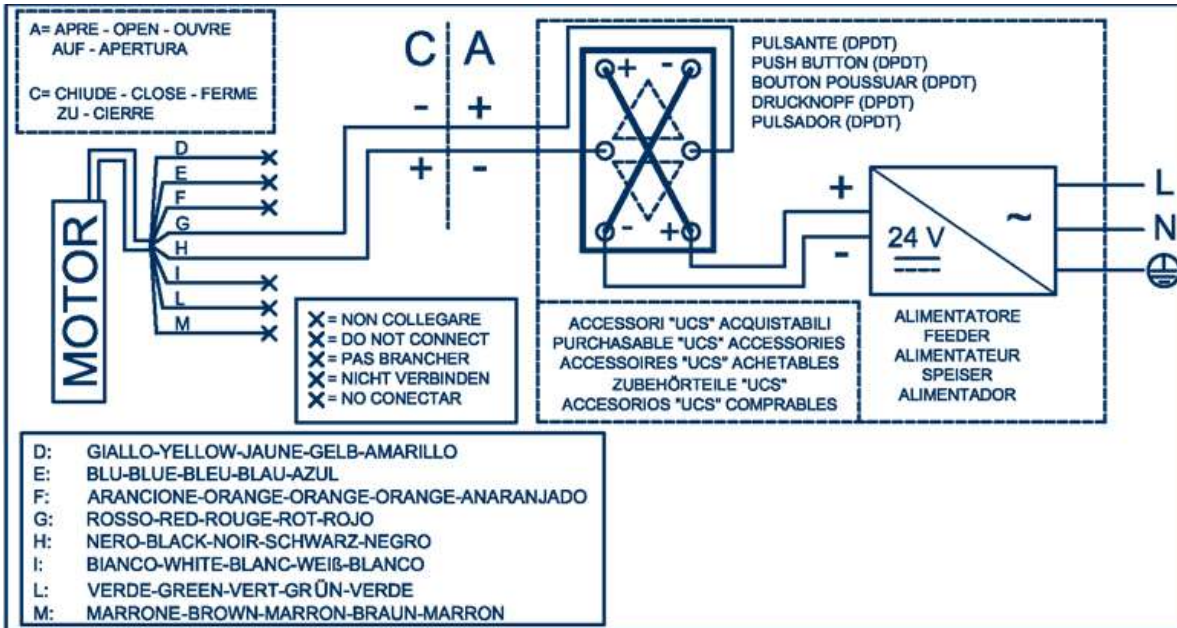 A= APRE - OPEN - OUVRE
AUF - APERTURA
C= CHIUDE - CLOSE - FERME
ZU - CIERRE
C A
- +
+ -
PULSANTE (DPDT)
PUSH BUTTON (DPDT)
BOUTON POUSSUAR (DPDT)
DRUCKNOPF (DPDT)
PULSADOR (DPDT)
+ -
- +
MOTOR
D
E
F
G
H
I
L
M
+
-
24 V
~
L
N
X = NON COLLEGARE
X = DO NOT CONNECT
X = PAS BRANCHER
X = NICHT VERBINDEN
X = NO CONECTAR
ACCESSORI "UCS" ACQUISTABILI
PURCHASABLE "UCS" ACCESSORIES
ACCESSOIRES "UCS" ACHETABLES
ZUBEHÖRTEILE "UCS"
ACCESORIOS "UCS" COMPRABLES
ALIMENTATORE
FEEDER
ALIMENTATEUR
SPEISER
ALIMENTADOR
D: GIALLO-YELLOW-JAUNE-GELB-AMARILLO
E: BLU-BLUE-BLEU-BLAU-AZUL
F: ARANCIONE-ORANGE-ORANGE-ORANGE-ANARANJADO
G: ROSSO-RED-ROUGE-ROT-ROJO
H: NERO-BLACK-NOIR-SCHWARZ-NEGRO
I: BIANCO-WHITE-BLANC-WEIß-BLANCO
L: VERDE-GREEN-VERT-GRÜN-VERDE
M: MARRONE-BROWN-MARRON-BRAUN-MARRON